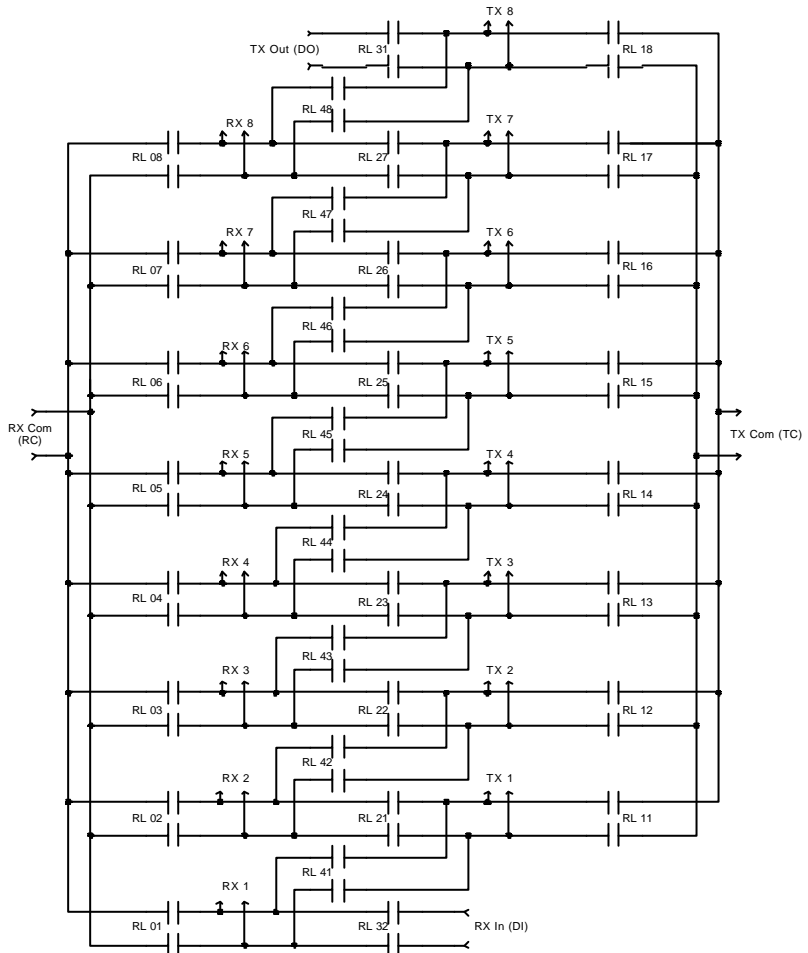 TX 8
TX Out (DO)
RL 31
RL 18
RL 48
RX 8
TX 7
RL 08
RL 27
RL 17
RL 47
RX 7
TX 6
RL 07
RL 26
RL 16
RL 46
RX 6
TX 5
RL 06
RL 25
RL 15
RX Com
(RC)
RL 45
TX Com (TC)
RX 5
TX 4
RL 05
RL 24
RL 14
RL 44
RX 4
TX 3
RL 04
RL 23
RL 13
RL 43
RX 3
TX 2
RL 03
RL 22
RL 12
RL 42
RX 2
TX 1
RL 02
RL 21
RL 11
RL 41
RX 1
RL 01
RL 32
RX In (DI)